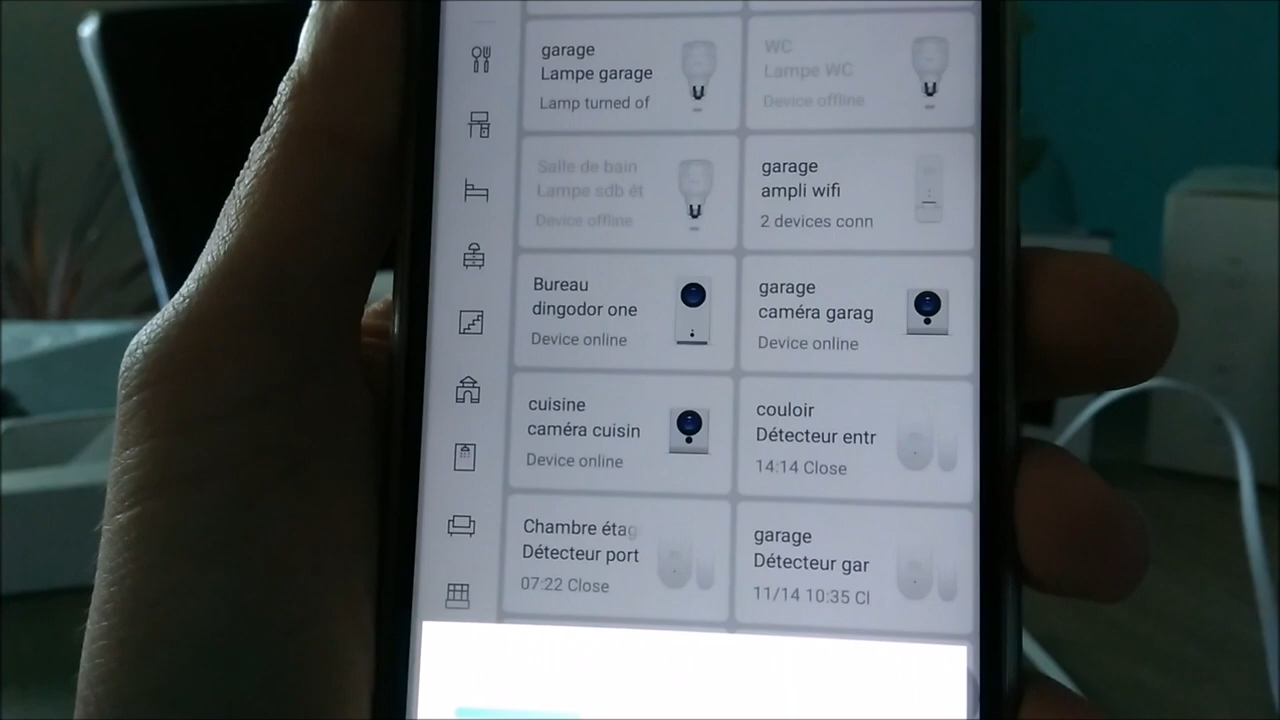 garage
Lampe garage
Lamp turned of
WC
Lampe WC
Device offline
Salle de bain
Lampe sdb ét
Device offline
garage
ampli wifi
2 devices conn
Bureau
dingodor one
Device online
garage
caméra garag
Device online
cuisine
caméra cuisin
Device online
couloir
Détecteur entr
14:14 Close
Chambre étag
Détecteur port
07:22 Close
garage
Détecteur gar
11/14 10:35 Cl